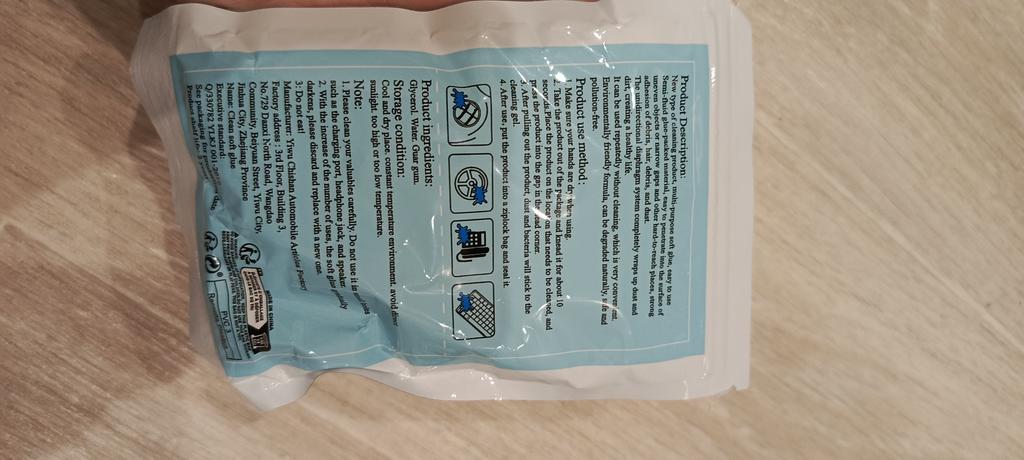 Product Description:
New type of cleaning product, multi-purpose soft glue, easy to use
Semi-fluid glue-packed material, easy to penetrate into the surface of
uneven objects or narrow gaps and other hard-to-reach places, strong
adhesion of debris, hair, debris, and dust.
The unidirectional diaphragm system completely wraps up dust and
dirt, creating a healthy life.
It can be used repeatedly without cleaning, which is very convenient.
Environmentally friendly formula, can be degraded naturally, safe and
pollution-free.
Product use method:
1. Make sure your hands are dry when using.
2. Take the product out of the package and knead it for about 10
seconds. Place the product on the location that needs to be cleaned, and
press the product into the gap in the dead corner.
3. After pulling out the product, dust and bacteria will stick to the
cleaning gel.
4. After use, put the product into a ziplock bag and seal it.
Product ingredients:
Glycerol, Water, Guar gum.
Storage condition:
Cool and dry place, constant temperature environment, avoid direct
sunlight, too high or too low temperature.
Note:
1. Please clean your valuables carefully. Do not use it in
such as the charging port, headphone jack, and speaker
2. With the increase of the number of uses, the soft glue
darkens, please discard and replace with a new one.
3: Do not eat!
Manufacturer: Yiwu Chishan Automobile Articles Factory
Factory address : 3rd Floor, Building 3,
No.729 Danxi North Road, Wangdao
Community, Beiyuan Street, Yiwu City,
Jinhua City, Zhejiang Province
Name: Clean soft glue
Executive standard:
See packaging for
Product shelf